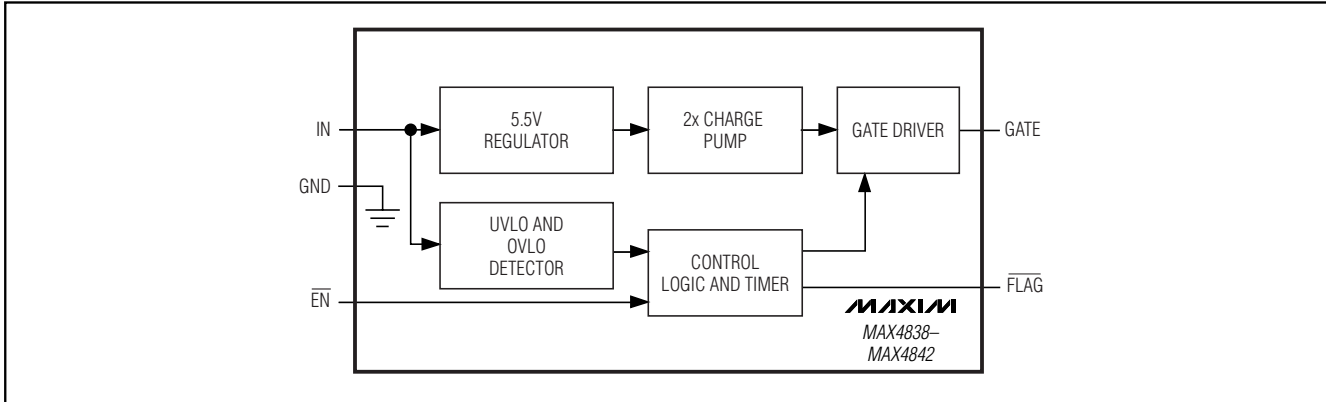 IN
5.5V
REGULATOR
2x CHARGE
PUMP
GATE DRIVER
GATE
GND
UVLO AND
OVLO
DETECTOR
CONTROL
LOGIC AND TIMER
EN
FLAG
MAXIM
MAX4838–
MAX4842